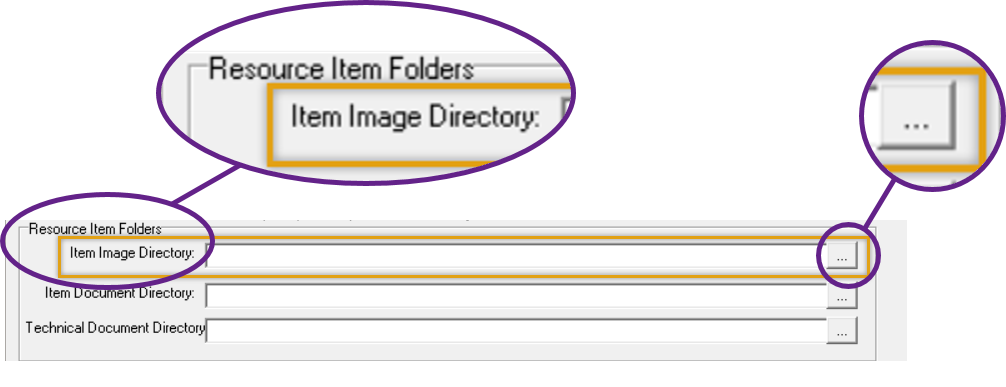 Resource Item Folders
Item Image Directory:
...
Resource Item Folders
Item Image Directory:
...
Item Document Directory:
...
Technical Document Directory
...